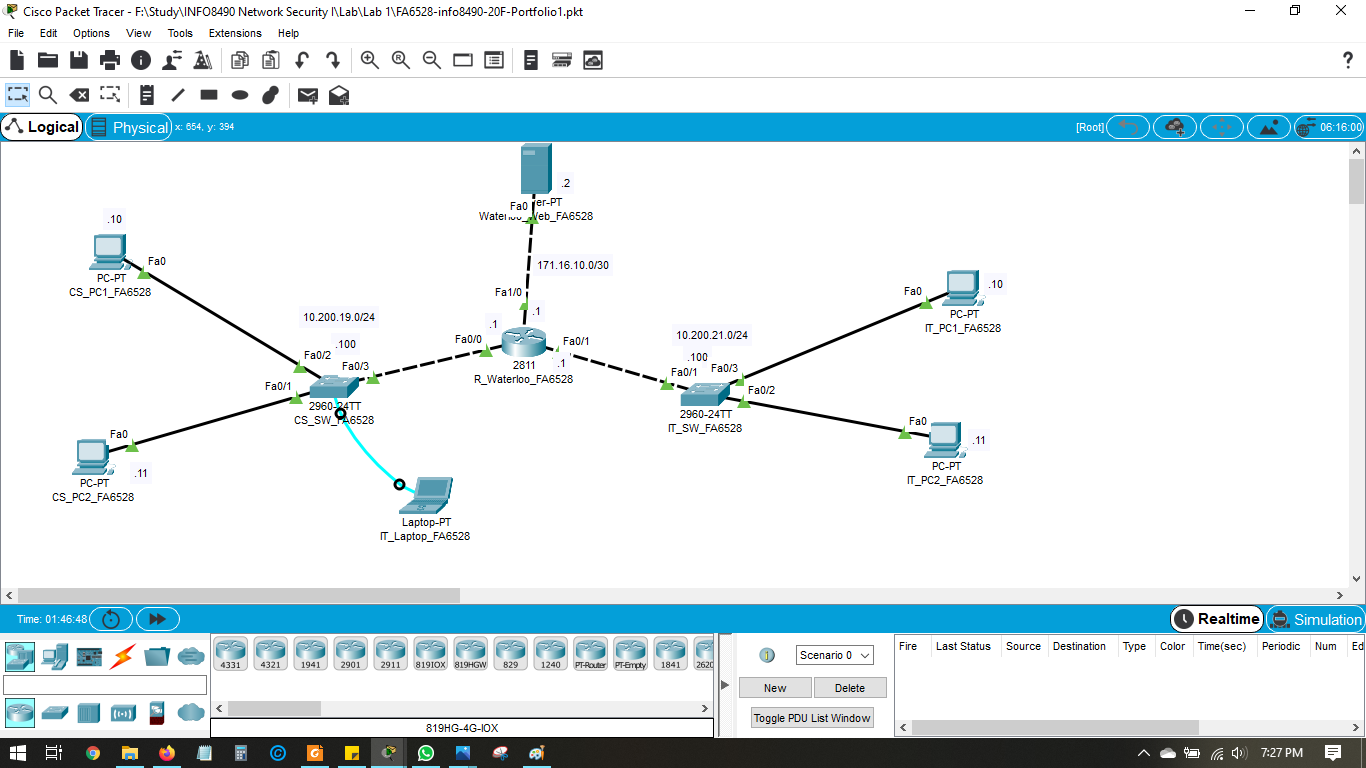 Cisco Packet Tracer - F:\Study\INFO8490 Network Security I\Lab\Lab 1\FA6528-info8490-20F-Portfolio1.pkt
File Edit Options View Tools Extensions Help
?
Logical Physical x: 654, y: 394 [Root] 06:16:00
.2
Fa0 er-PT
Waterloo_Web_FA6528
.10
Fa0
PC-PT
CS_PC1_FA6528
171.16.10.0/30
Fa1/0
.1
Fa0
.10
PC-PT
IT_PC1_FA6528
10.200.19.0/24
.1
.100
Fa0/0
Fa0/1
.1
10.200.21.0/24
.100
Fa0/2
Fa0/3
2811
R_Waterloo_FA6528
Fa0/1
Fa0/3
Fa0/1
Fa0/2
2960-24TT
CS_SW_FA6528
2960-24TT
IT_SW_FA6528
Fa0
PC-PT
.11
CS_PC2_FA6528
Fa0
.11
PC-PT
IT_PC2_FA6528
Laptop-PT
IT_Laptop_FA6528
Time: 01:46:48 Realtime Simulation
4331 4321 1941 2901 2911 819IOX 819HGW 829 1240 PT-Router PT-Empty 1841 2620
819HG-4G-IOX
Scenario 0
New Delete
Toggle PDU List Window
Fire Last Status Source Destination Type Color Time(sec) Periodic Num Ed
7:27 PM